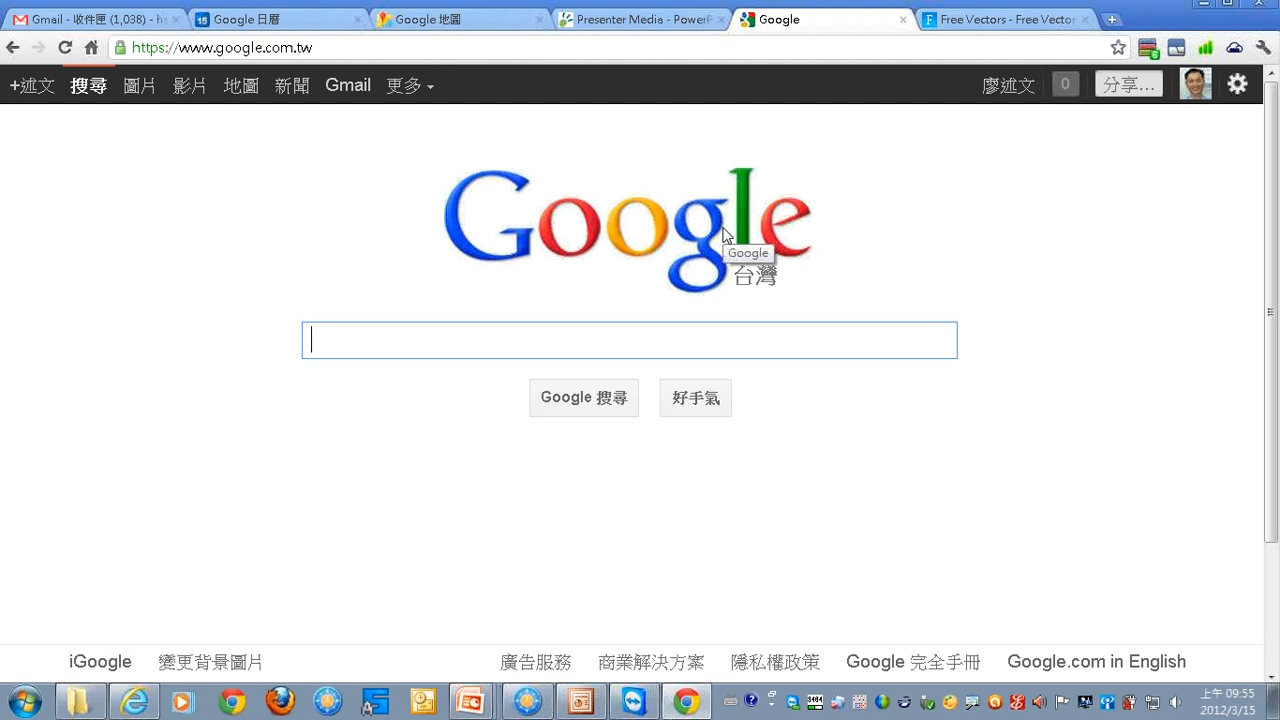 Gmail - 收件匣 (1,038) - h
Google 日曆
Google 地圖
Presenter Media - PowerP
Google
Free Vectors - Free Vector
https://www.google.com.tw
+述文 搜尋 圖片 影片 地圖 新聞 Gmail 更多
廖述文 0 分享...
Google
Google
台灣
Google 搜尋 好手氣
iGoogle 變更背景圖片 廣告服務 商業解決方案 隱私權政策 Google 完全手冊 Google.com in English
上午 09:55
2012/3/15